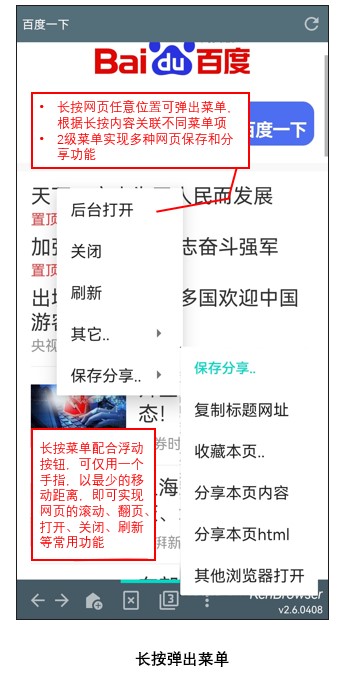 百度一下
Bai du 百度
• 长按网页任意位置可弹出菜单,
根据长按内容关联不同菜单项
• 2级菜单实现多种网页保存和分
享功能
百度一下
人民而发展
置顶
后台打开
加强
志奋斗强军
关闭
置顶
刷新
多国欢迎中国
游客
其它..
央视
保存分享..
保存分享..
态!
复制标题网址
长按菜单配合浮动
按钮, 可仅用一个
手指, 以最少的移
动距离, 即可实现
网页的滚动、翻页、
打开、关闭、刷新
等常用功能
券时
收藏本页..
海
分享本页内容
分享本页html
湃新
其他浏览器打开
3
RenBrowser
v2.6.0408
长按弹出菜单